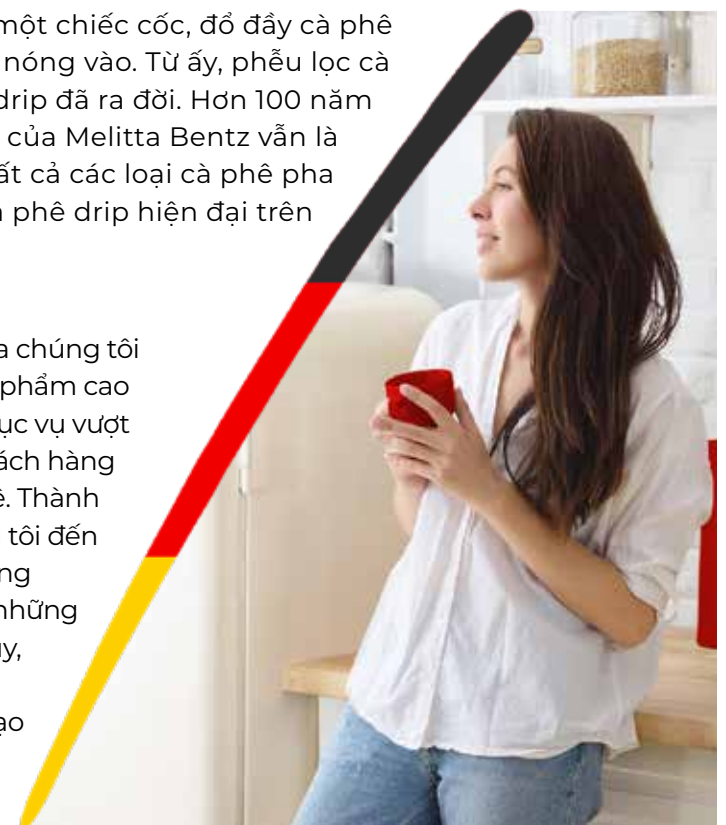 một chiếc cốc, đổ đầy cà phê
nóng vào. Từ ấy, phễu lọc cà
drip đã ra đời. Hơn 100 năm
của Melitta Bentz vẫn là
ất cả các loại cà phê pha
phê drip hiện đại trên
chúng tôi
phẩm cao
ục vụ vượt
ách hàng
ê. Thành
tôi đến
ng
những
ạo